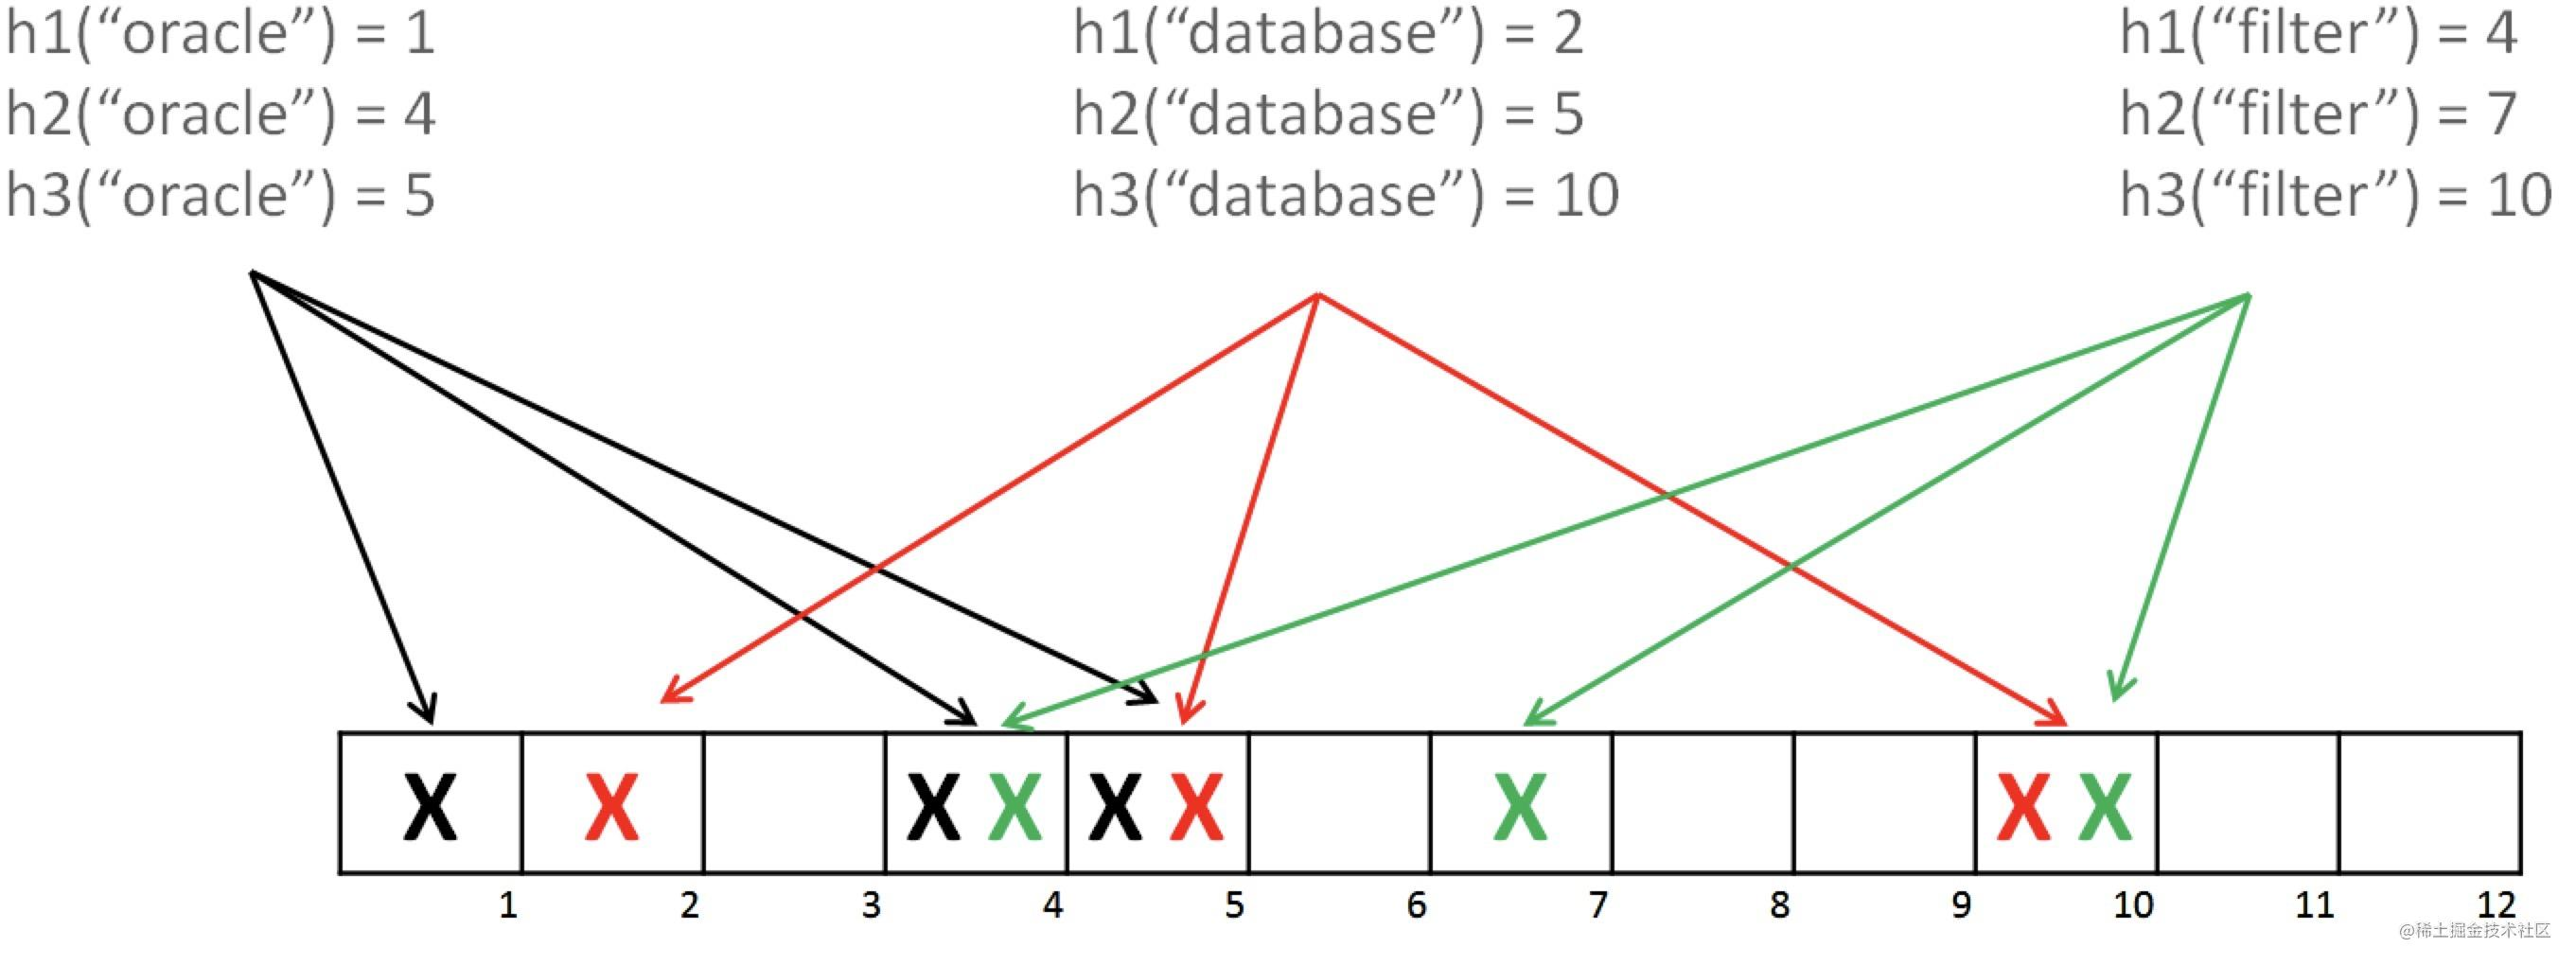 h1(“oracle”) = 1
h2(“oracle”) = 4
h3(“oracle”) = 5
h1(“database”) = 2
h2(“database”) = 5
h3(“database”) = 10
h1(“filter”) = 4
h2(“filter”) = 7
h3(“filter”) = 10
X X X X X X X X X
1 2 3 4 5 6 7 8 9 10 11 12
@稀土掘金技术社区